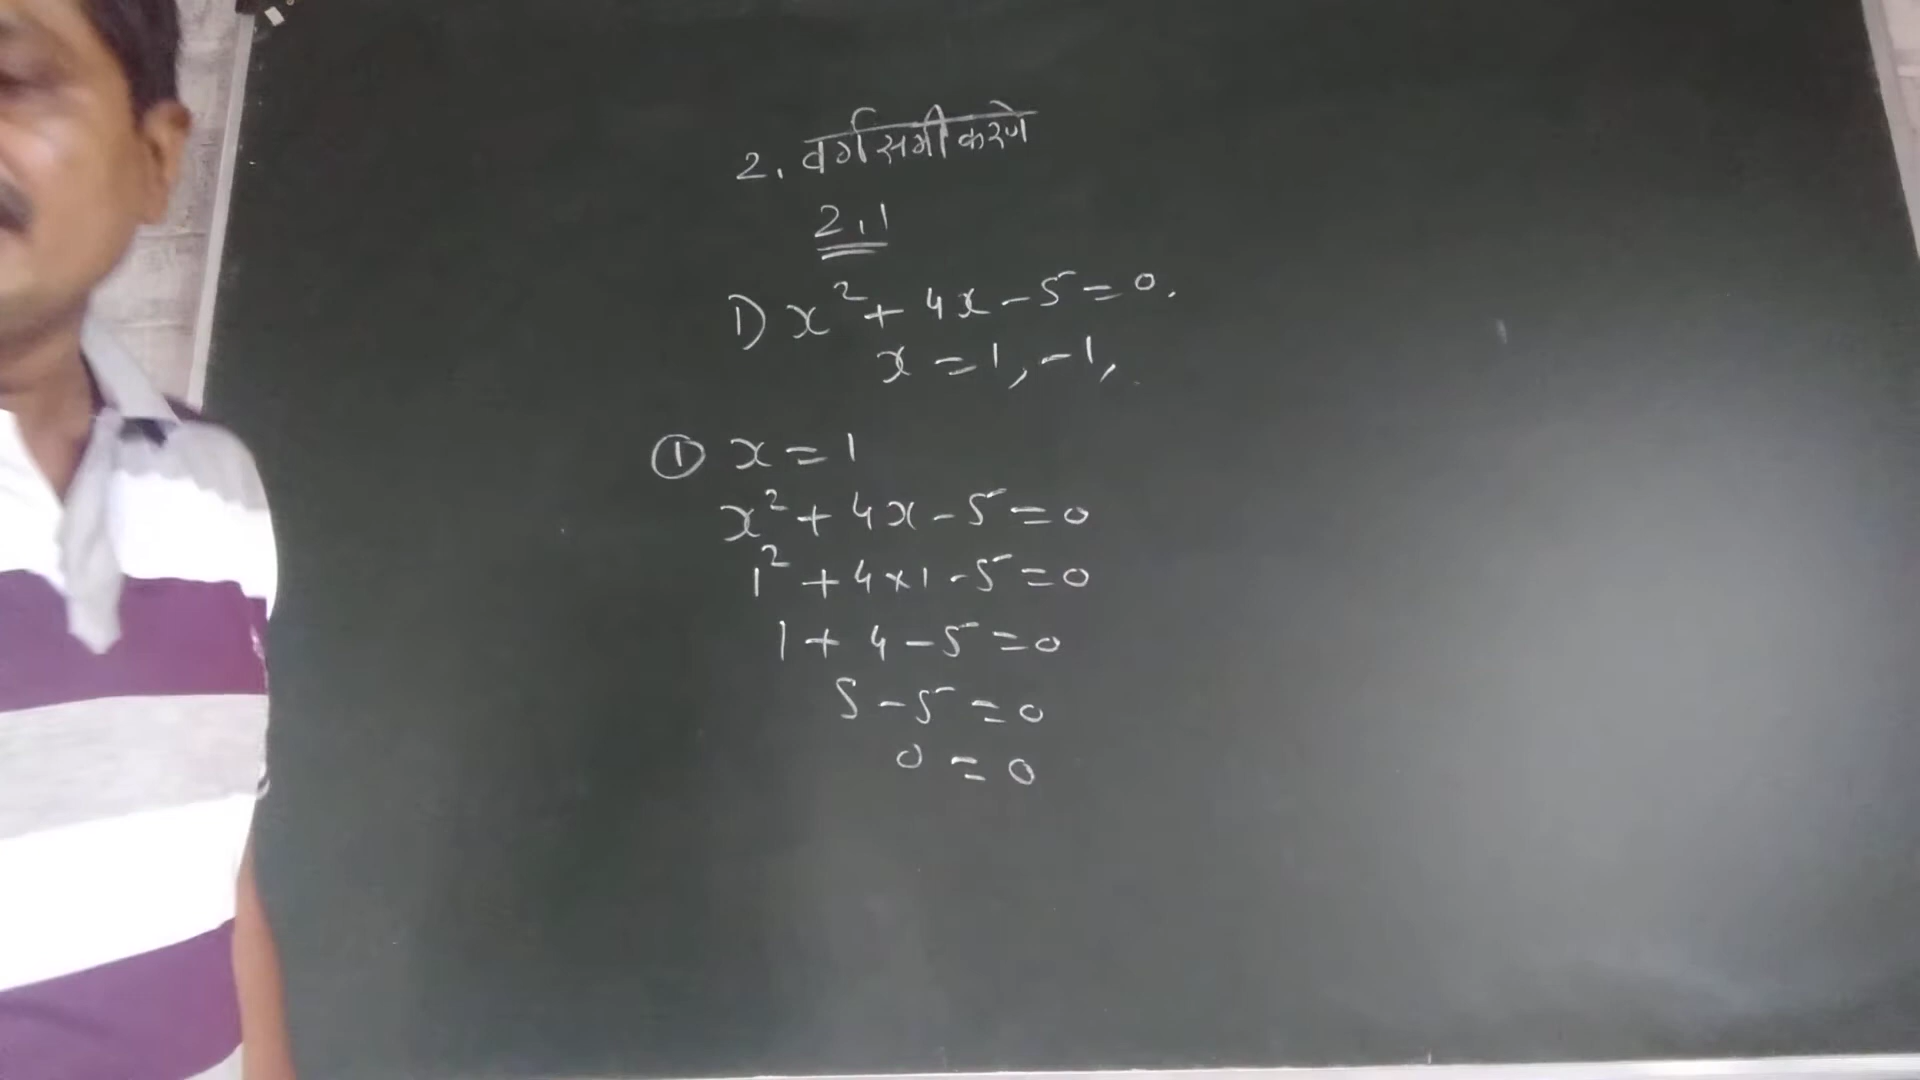 2. वर्गसमीकरणे
2.1
1) x² + 4x - 5 = 0.
x = 1, -1,
① x = 1
x² + 4x - 5 = 0
1² + 4×1 - 5 = 0
1 + 4 - 5 = 0
5 - 5 = 0
0 = 0